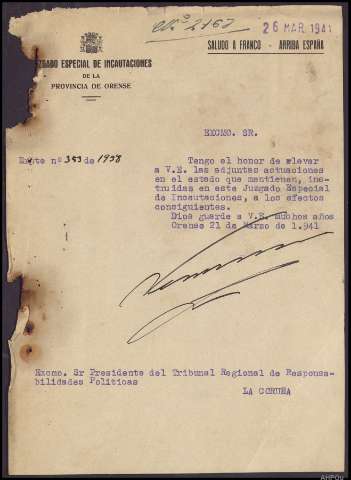 Nº 2167
26 MAR. 1941
SALUDO A FRANCO - ARRIBA ESPAÑA
ZGADO ESPECIAL DE INCAUTACIONES
DE LA
PROVINCIA DE ORENSE
EXCMO. SR.
nº 353 de 1938
Tengo el honor de elevar
a V.E. las adjuntas actuaciones
en el estado que mantienen, ins-
truidas en este Juzgado Especial
de Incautaciones, a los efectos
consiguientes.
Dios guarde a V.E. muchos años
Orense 21 de Marzo de 1.941
Excmo. Sr Presidente del Tribunal Regional de Responsa-
bilidades Politicas
LA CORUÑA
AHPOu